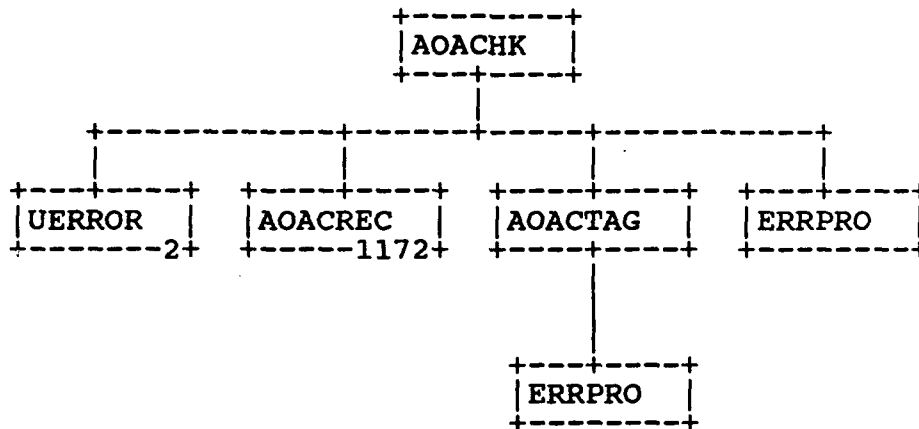 AOACHK
UERROR AOACREC AOACTAG ERRPRO
2 1172
ERRPRO